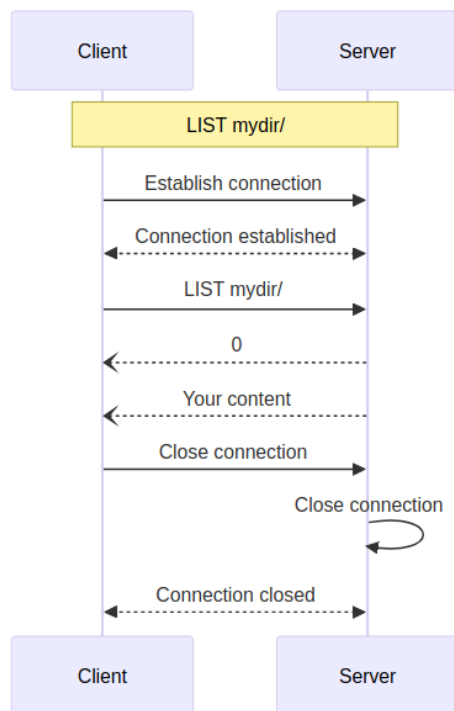 Client
Server
LIST mydir/
Establish connection
Connection established
LIST mydir/
0
Your content
Close connection
Close connection
Connection closed
Client
Server